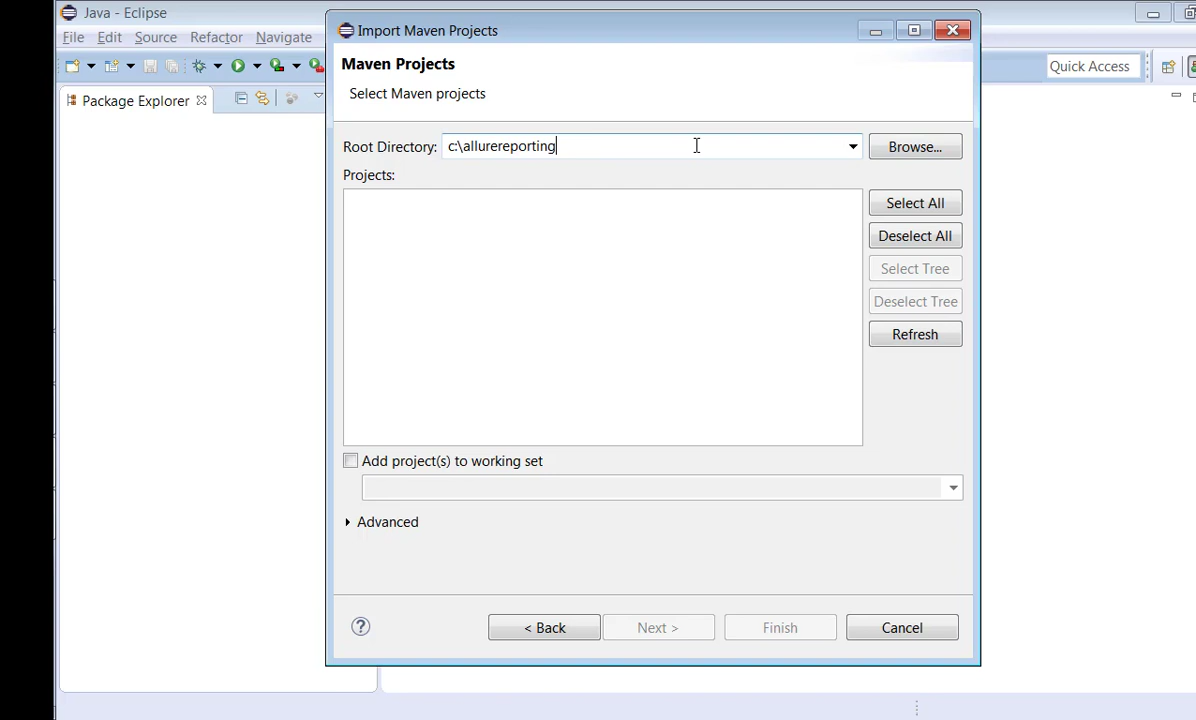 Java - Eclipse
File Edit Source Refactor Navigate
Quick Access
Package Explorer
Import Maven Projects
Maven Projects
Select Maven projects
Root Directory: c:\allurereporting Browse...
Projects:
Select All
Deselect All
Select Tree
Deselect Tree
Refresh
Add project(s) to working set
Advanced
? < Back Next > Finish Cancel